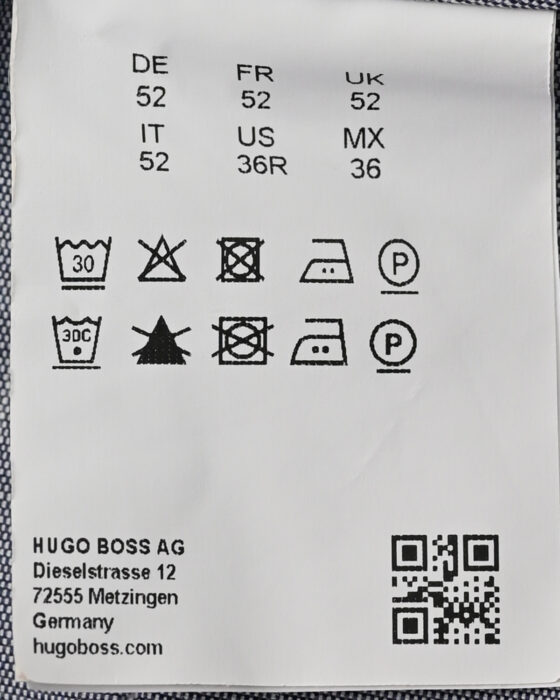 DE FR UK
52 52 52
IT US MX
52 36R 36
30 P
30C P
HUGO BOSS AG
Dieselstrasse 12
72555 Metzingen
Germany
hugoboss.com